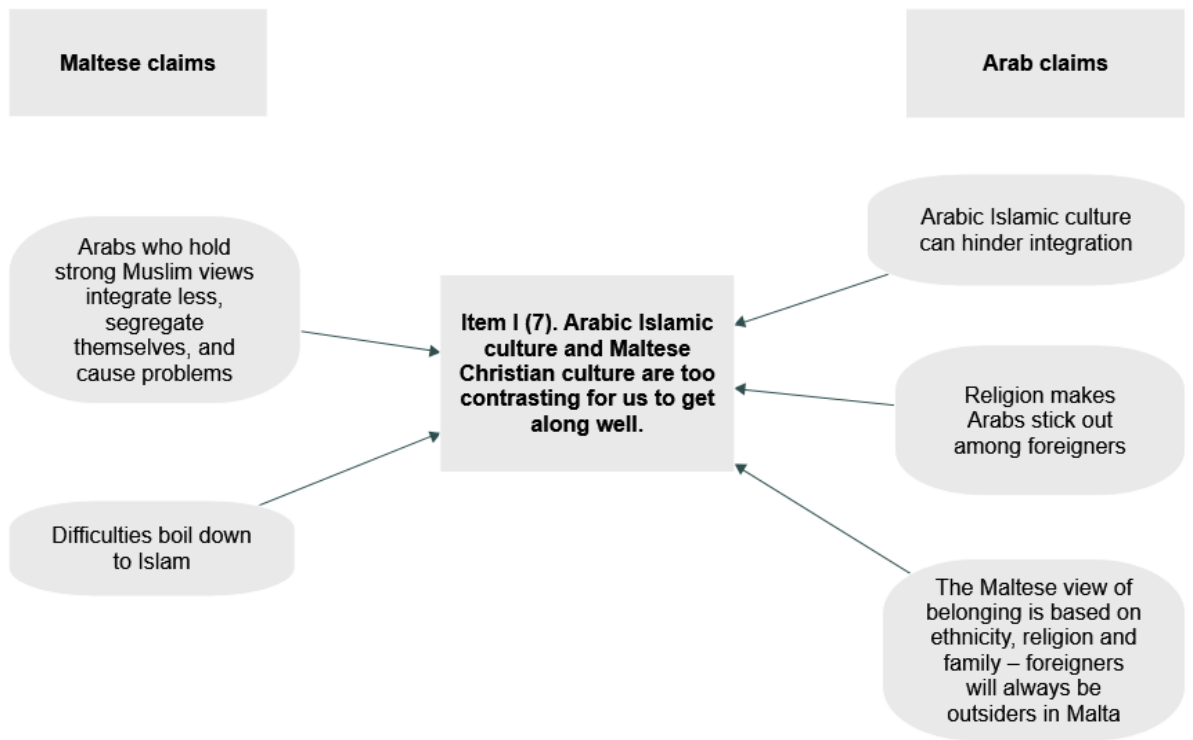 Maltese claims
Arab claims
Arabs who hold
strong Muslim views
integrate less,
segregate
themselves, and
cause problems
Difficulties boil down
to Islam
Item I (7). Arabic Islamic
culture and Maltese
Christian culture are too
contrasting for us to get
along well.
Arabic Islamic culture
can hinder integration
Religion makes
Arabs stick out
among foreigners
The Maltese view of
belonging is based on
ethnicity, religion and
family – foreigners
will always be
outsiders in Malta